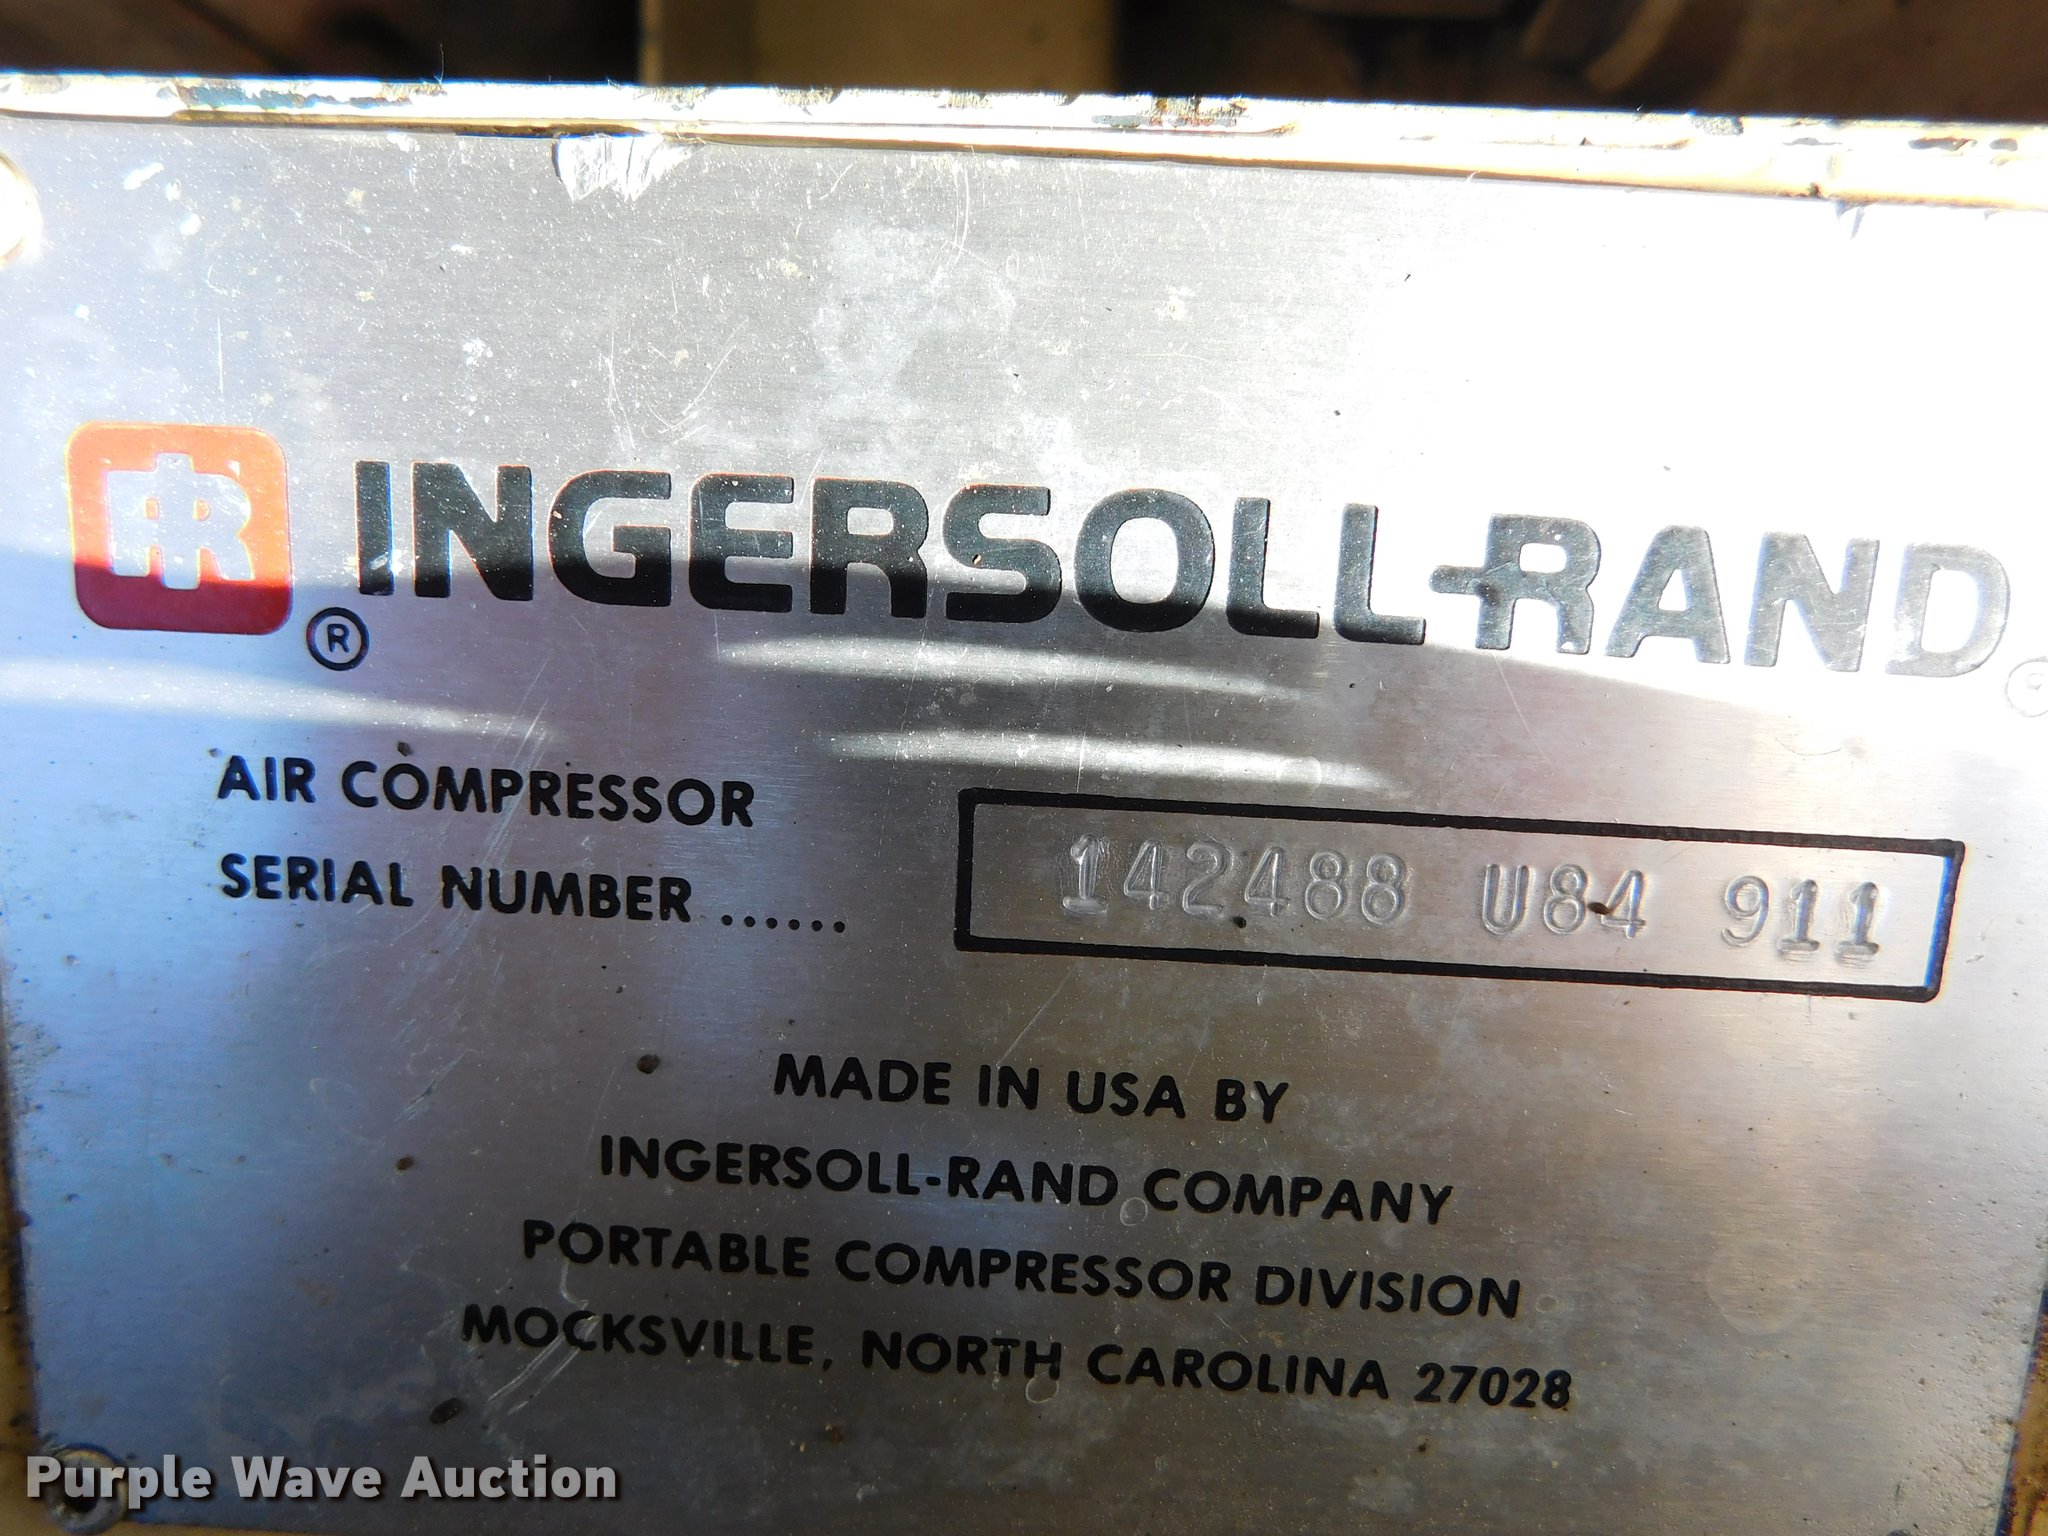 IR ® INGERSOLL-RAND ®
AIR COMPRESSOR
SERIAL NUMBER ...... 142488 U84 911
MADE IN USA BY
INGERSOLL-RAND COMPANY
PORTABLE COMPRESSOR DIVISION
MOCKSVILLE, NORTH CAROLINA 27028
Purple Wave Auction